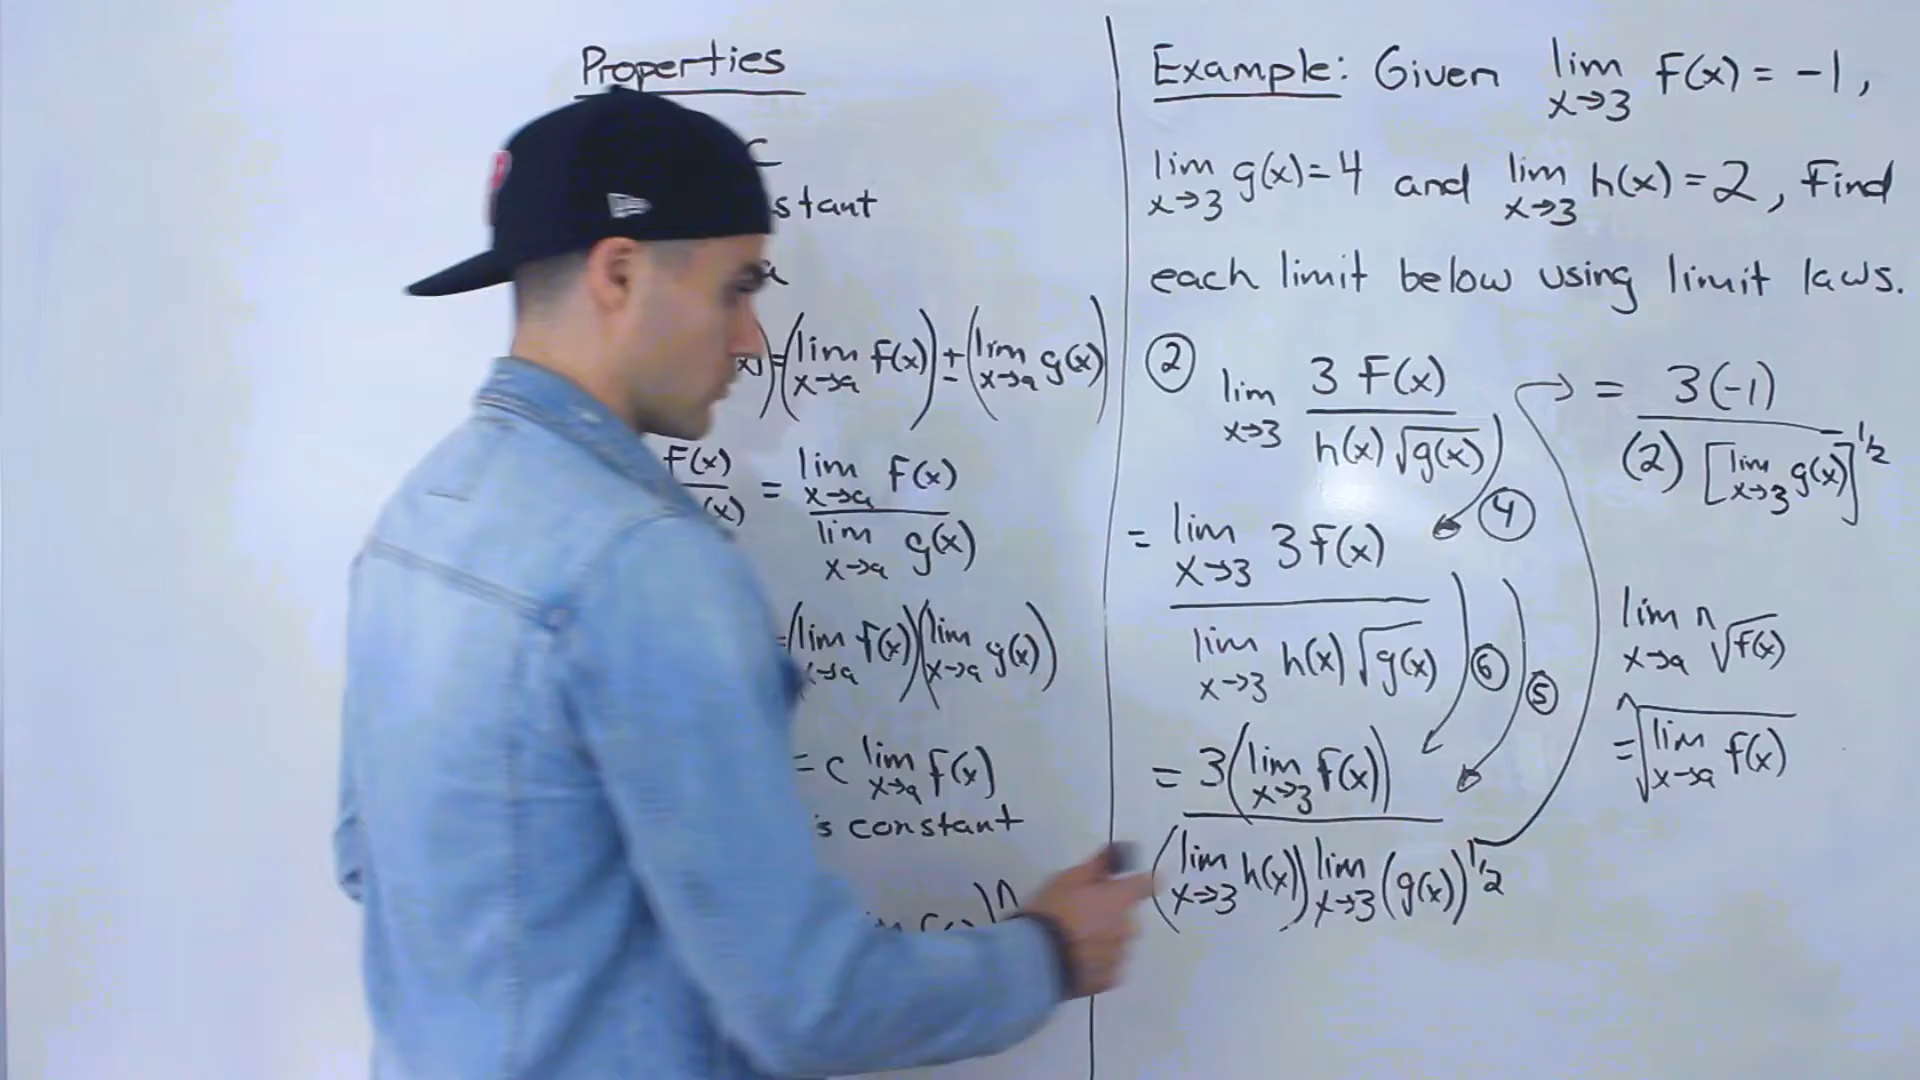 Properties
c
stant
a
x) = (lim x→a f(x)) ± (lim x→a g(x))
f(x) / (x) = lim x→a f(x) / lim x→a g(x)
= (lim x→a f(x)) (lim x→a g(x))
= c lim x→a f(x)
is constant
)n
Example: Given lim x→3 f(x) = -1,
lim x→3 g(x) = 4 and lim x→3 h(x) = 2, Find
each limit below using limit laws.
② lim x→3 3 f(x) / h(x) √g(x)
④
= lim x→3 3 f(x) / lim x→3 h(x) √g(x)
⑥ ⑤
= 3 (lim x→3 f(x)) / (lim x→3 h(x)) lim x→3 (g(x))^1/2
→ = 3(-1) / (2) [lim x→3 g(x)]^1/2
lim x→a n√f(x)
= n√lim x→a f(x)